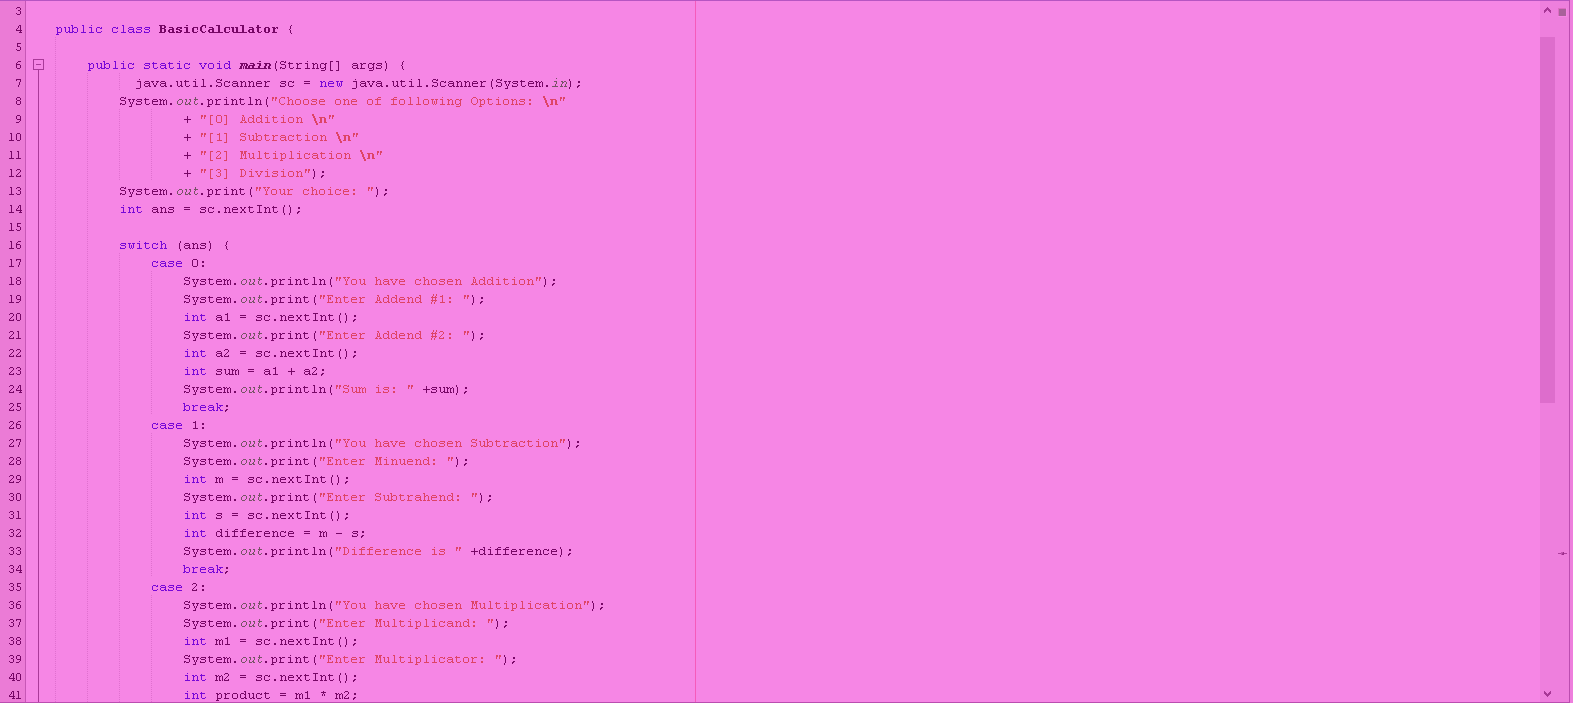 3
4 public class BasicCalculator {
5
6 public static void main(String[] args) {
7 java.util.Scanner sc = new java.util.Scanner(System.in);
8 System.out.println("Choose one of following Options: \n"
9 + "[0] Addition \n"
10 + "[1] Subtraction \n"
11 + "[2] Multiplication \n"
12 + "[3] Division");
13 System.out.print("Your choice: ");
14 int ans = sc.nextInt();
15
16 switch (ans) {
17 case 0:
18 System.out.println("You have chosen Addition");
19 System.out.print("Enter Addend #1: ");
20 int a1 = sc.nextInt();
21 System.out.print("Enter Addend #2: ");
22 int a2 = sc.nextInt();
23 int sum = a1 + a2;
24 System.out.println("Sum is: " +sum);
25 break;
26 case 1:
27 System.out.println("You have chosen Subtraction");
28 System.out.print("Enter Minuend: ");
29 int m = sc.nextInt();
30 System.out.print("Enter Subtrahend: ");
31 int s = sc.nextInt();
32 int difference = m - s;
33 System.out.println("Difference is " +difference);
34 break;
35 case 2:
36 System.out.println("You have chosen Multiplication");
37 System.out.print("Enter Multiplicand: ");
38 int m1 = sc.nextInt();
39 System.out.print("Enter Multiplicator: ");
40 int m2 = sc.nextInt();
41 int product = m1 * m2;